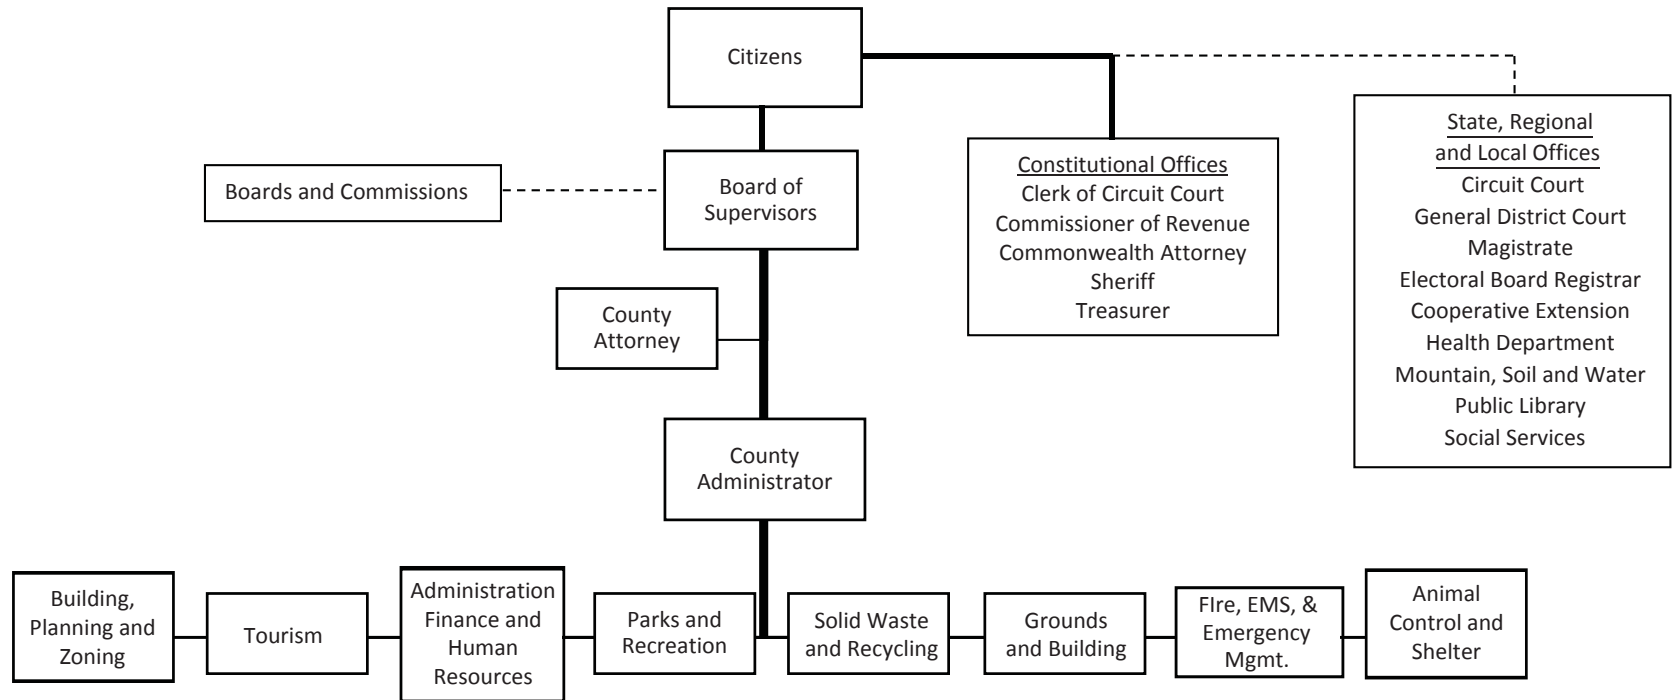 Citizens
State, Regional
and Local Offices
Circuit Court
General District Court
Magistrate
Electoral Board Registrar
Cooperative Extension
Health Department
Mountain, Soil and Water
Public Library
Social Services
Constitutional Offices
Clerk of Circuit Court
Commissioner of Revenue
Commonwealth Attorney
Sheriff
Treasurer
Boards and Commissions
Board of
Supervisors
County
Attorney
County
Administrator
Building,
Planning and
Zoning
Tourism
Administration
Finance and
Human
Resources
Parks and
Recreation
Solid Waste
and Recycling
Grounds
and Building
FIre, EMS, &
Emergency
Mgmt.
Animal
Control and
Shelter